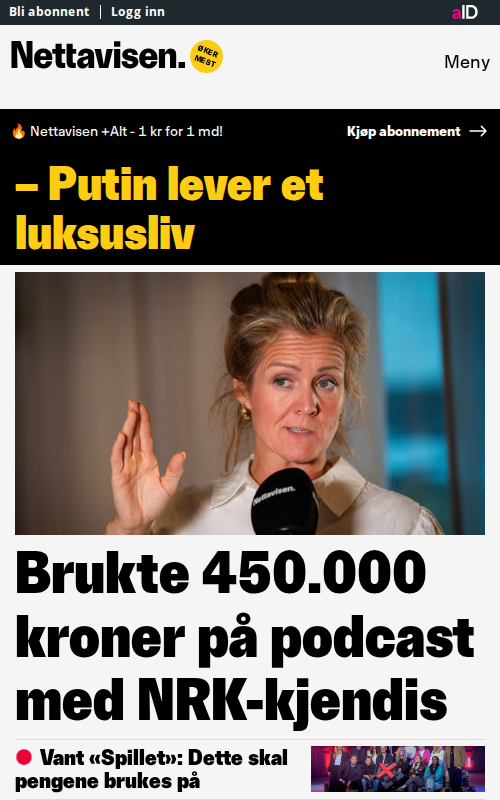 Bli abonnent | Logg inn
aID
Nettavisen.
ØKER
MEST
Meny
Nettavisen +Alt - 1 kr for 1 md!
Kjøp abonnement
– Putin lever et
luksusliv
Nettavisen.
Brukte 450.000
kroner på podcast
med NRK-kjendis
Vant «Spillet»: Dette skal
pengene brukes på